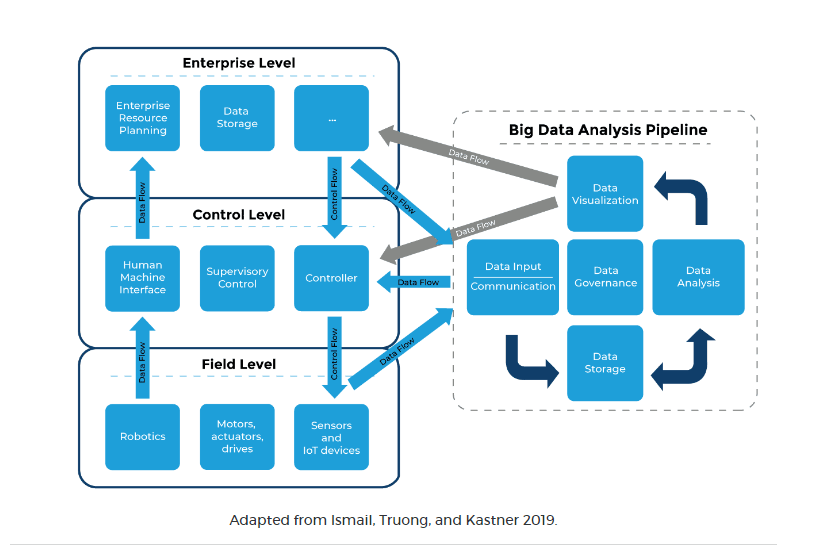 Enterprise Level
Enterprise
Resource
Planning
Data
Storage
...
Data Flow
Control Flow
Data Flow
Control Level
Human
Machine
Interface
Supervisory
Control
Controller
Data Flow
Control Flow
Data Flow
Field Level
Robotics
Motors,
actuators,
drives
Sensors
and
IoT devices
Data Flow
Data Flow
Data Flow
Big Data Analysis Pipeline
Data
Visualization
Data Input
Communication
Data
Governance
Data
Analysis
Data
Storage
Adapted from Ismail, Truong, and Kastner 2019.